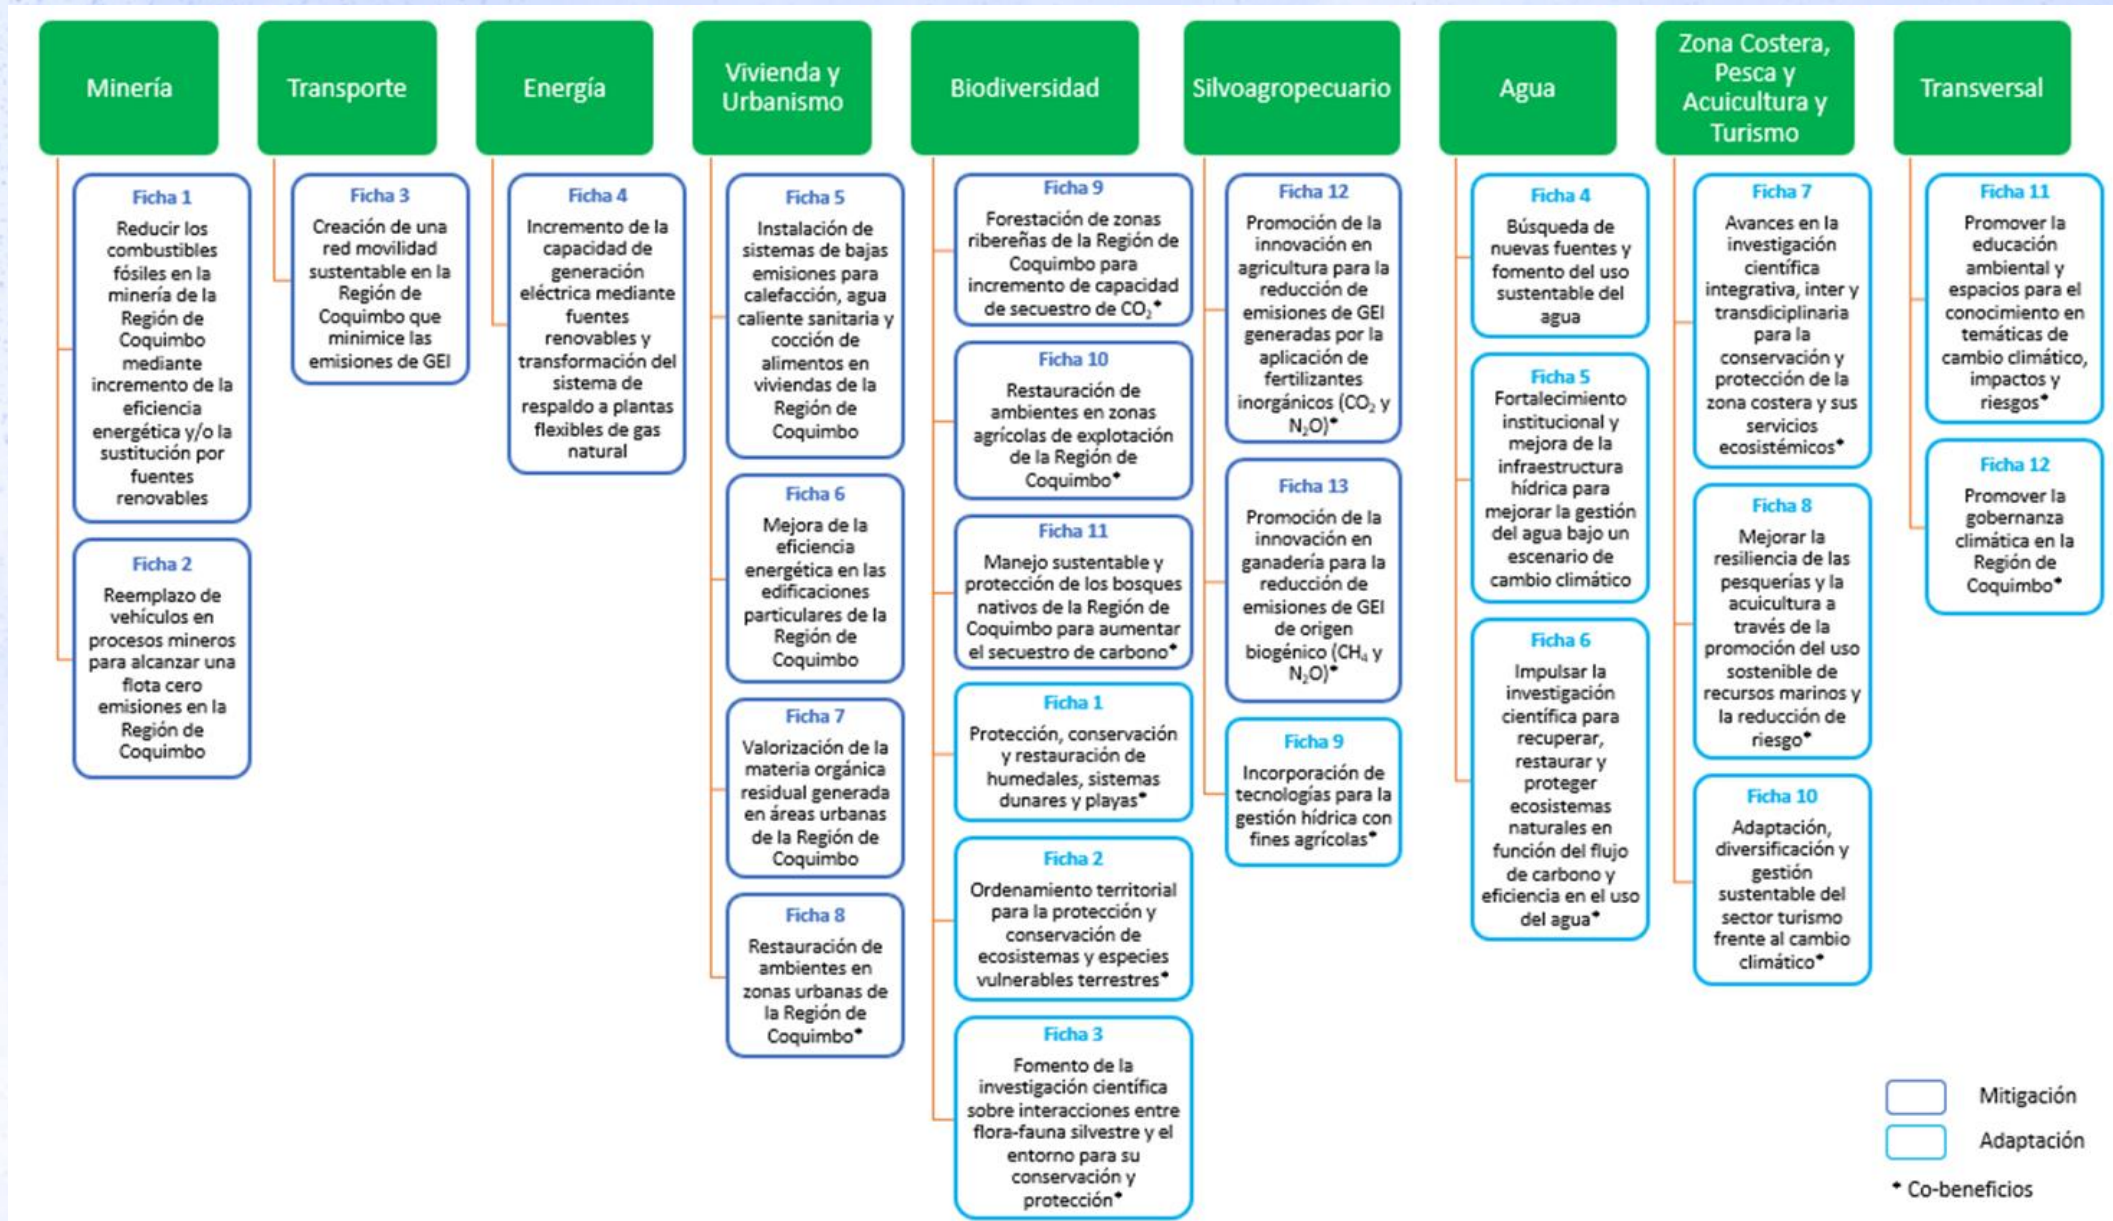 Minería
Ficha 1
Reducir los
combustibles
fósiles en la
minería de la
Región de
Coquimbo
mediante
incremento de la
eficiencia
energética y/o la
sustitución por
fuentes
renovables
Ficha 2
Reemplazo de
vehículos en
procesos mineros
para alcanzar una
flota cero
emisiones en la
Región de
Coquimbo
Transporte
Ficha 3
Creación de una
red movilidad
sustentable en la
Región de
Coquimbo que
minimice las
emisiones de GEI
Energía
Ficha 4
Incremento de la
capacidad de
generación
eléctrica mediante
fuentes
renovables y
transformación del
sistema de
respaldo a plantas
flexibles de gas
natural
Vivienda y
Urbanismo
Ficha 5
Instalación de
sistemas de bajas
emisiones para
calefacción, agua
caliente sanitaria y
cocción de
alimentos en
viviendas de la
Región de
Coquimbo
Ficha 6
Mejora de la
eficiencia
energética en las
edificaciones
particulares de la
Región de
Coquimbo
Ficha 7
Valorización de la
materia orgánica
residual generada
en áreas urbanas
de la Región de
Coquimbo
Ficha 8
Restauración de
ambientes en
zonas urbanas de
la Región de
Coquimbo*
Biodiversidad
Ficha 9
Forestación de zonas
ribereñas de la Región de
Coquimbo para
incremento de capacidad
de secuestro de CO₂*
Ficha 10
Restauración de
ambientes en zonas
agrícolas de explotación
de la Región de
Coquimbo*
Ficha 11
Manejo sustentable y
protección de los bosques
nativos de la Región de
Coquimbo para aumentar
el secuestro de carbono*
Ficha 1
Protección, conservación
y restauración de
humedales, sistemas
dunares y playas*
Ficha 2
Ordenamiento territorial
para la protección y
conservación de
ecosistemas y especies
vulnerables terrestres*
Ficha 3
Fomento de la
investigación científica
sobre interacciones entre
flora-fauna silvestre y el
entorno para su
conservación y
protección*
Silvoagropecuario
Ficha 12
Promoción de la
innovación en
agricultura para la
reducción de
emisiones de GEI
generadas por la
aplicación de
fertilizantes
inorgánicos (CO₂ y
N₂O)*
Ficha 13
Promoción de la
innovación en
ganadería para la
reducción de
emisiones de GEI
de origen
biogénico (CH₄ y
N₂O)*
Ficha 9
Incorporación de
tecnologías para la
gestión hídrica con
fines agrícolas*
Agua
Ficha 4
Búsqueda de
nuevas fuentes y
fomento del uso
sustentable del
agua
Ficha 5
Fortalecimiento
institucional y
mejora de la
infraestructura
hídrica para
mejorar la gestión
del agua bajo un
escenario de
cambio climático
Ficha 6
Impulsar la
investigación
científica para
recuperar,
restaurar y
proteger
ecosistemas
naturales en
función del flujo
de carbono y
eficiencia en el uso
del agua*
Zona Costera,
Pesca y
Acuicultura y
Turismo
Ficha 7
Avances en la
investigación
científica
integrativa, inter y
transdiciplinaria
para la
conservación y
protección de la
zona costera y sus
servicios
ecosistémicos*
Ficha 8
Mejorar la
resiliencia de las
pesquerías y la
acuicultura a
través de la
promoción del uso
sostenible de
recursos marinos y
la reducción de
riesgo*
Ficha 10
Adaptación,
diversificación y
gestión
sustentable del
sector turismo
frente al cambio
climático*
Transversal
Ficha 11
Promover la
educación
ambiental y
espacios para el
conocimiento en
temáticas de
cambio climático,
impactos y
riesgos*
Ficha 12
Promover la
gobernanza
climática en la
Región de
Coquimbo*
Mitigación
Adaptación
* Co-beneficios